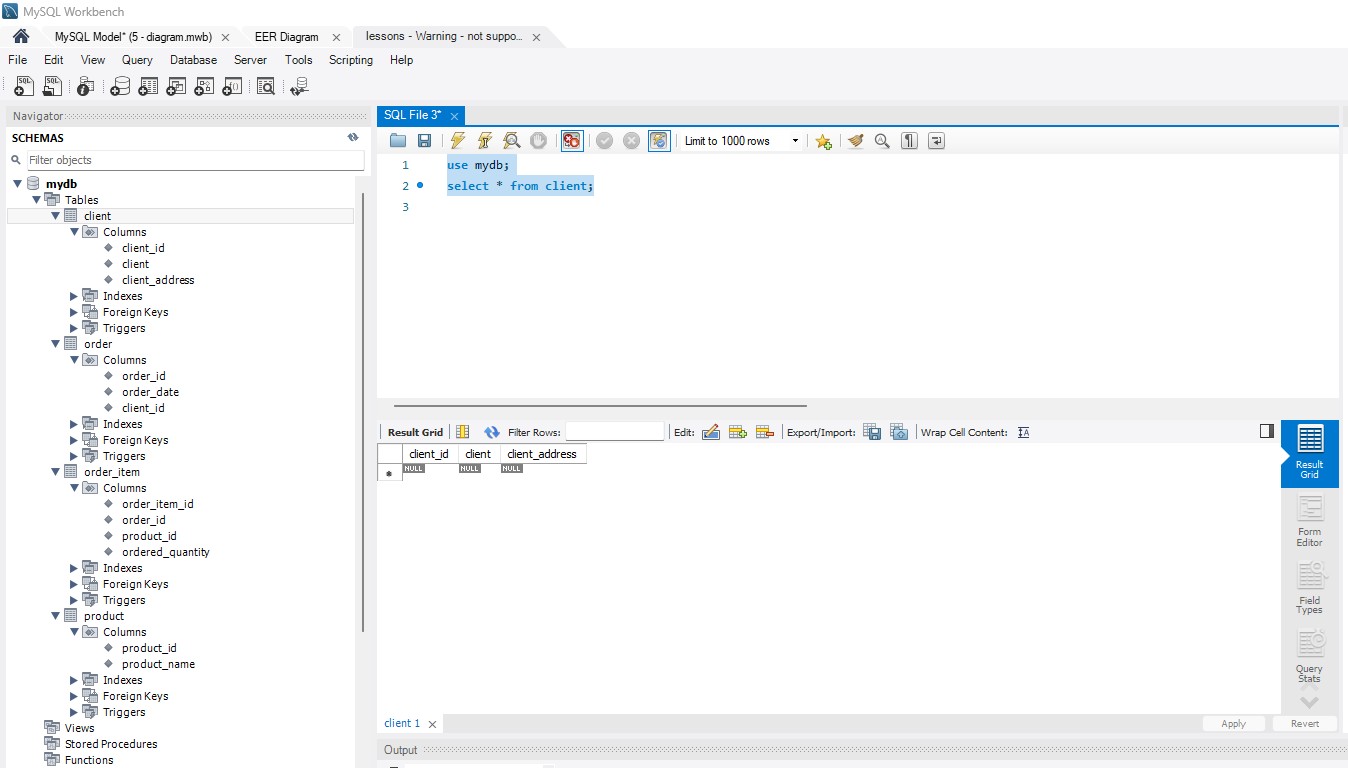 MySQL Workbench
MySQL Model* (5 - diagram.mwb)
EER Diagram
lessons - Warning - not suppo...
File Edit View Query Database Server Tools Scripting Help
Navigator
SCHEMAS
Filter objects
mydb
Tables
client
Columns
client_id
client
client_address
Indexes
Foreign Keys
Triggers
order
Columns
order_id
order_date
client_id
Indexes
Foreign Keys
Triggers
order_item
Columns
order_item_id
order_id
product_id
ordered_quantity
Indexes
Foreign Keys
Triggers
product
Columns
product_id
product_name
Indexes
Foreign Keys
Triggers
Views
Stored Procedures
Functions
SQL File 3*
Limit to 1000 rows
1 use mydb;
2 select * from client;
3
Result Grid Filter Rows: Edit: Export/Import: Wrap Cell Content: IA
client_id client client_address
NULL NULL NULL
Result
Grid
Form
Editor
Field
Types
Query
Stats
client 1
Apply Revert
Output